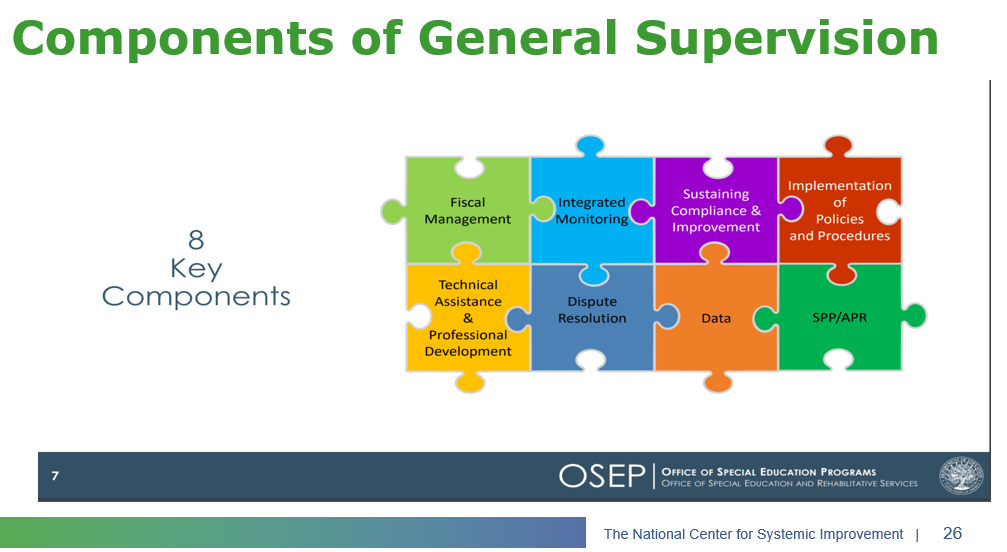 Components of General Supervision
8
Key
Components
Fiscal
Management
Integrated
Monitoring
Sustaining
Compliance &
Improvement
Implementation
of
Policies
and Procedures
Technical
Assistance
&
Professional
Development
Dispute
Resolution
Data
SPP/APR
7
OSEP
OFFICE OF SPECIAL EDUCATION PROGRAMS
OFFICE OF SPECIAL EDUCATION AND REHABILITATIVE SERVICES
The National Center for Systemic Improvement | 26